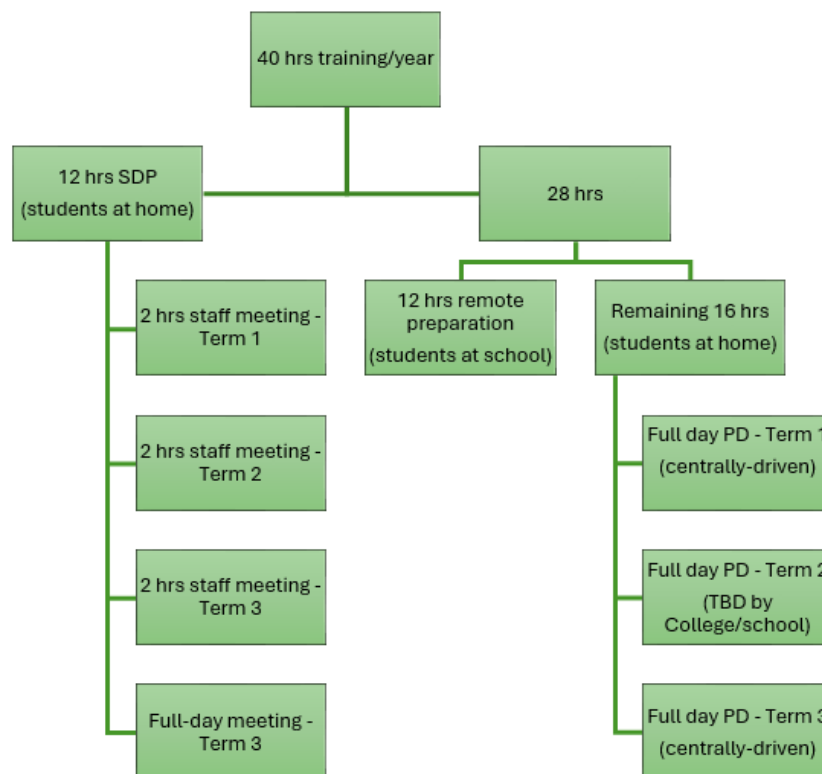 40 hrs training/year
12 hrs SDP
(students at home)
28 hrs
2 hrs staff meeting -
Term 1
12 hrs remote
preparation
(students at school)
Remaining 16 hrs
(students at home)
2 hrs staff meeting -
Term 2
Full day PD - Term 1
(centrally-driven)
2 hrs staff meeting -
Term 3
Full day PD - Term 2
(TBD by
College/school)
Full-day meeting -
Term 3
Full day PD - Term 3
(centrally-driven)